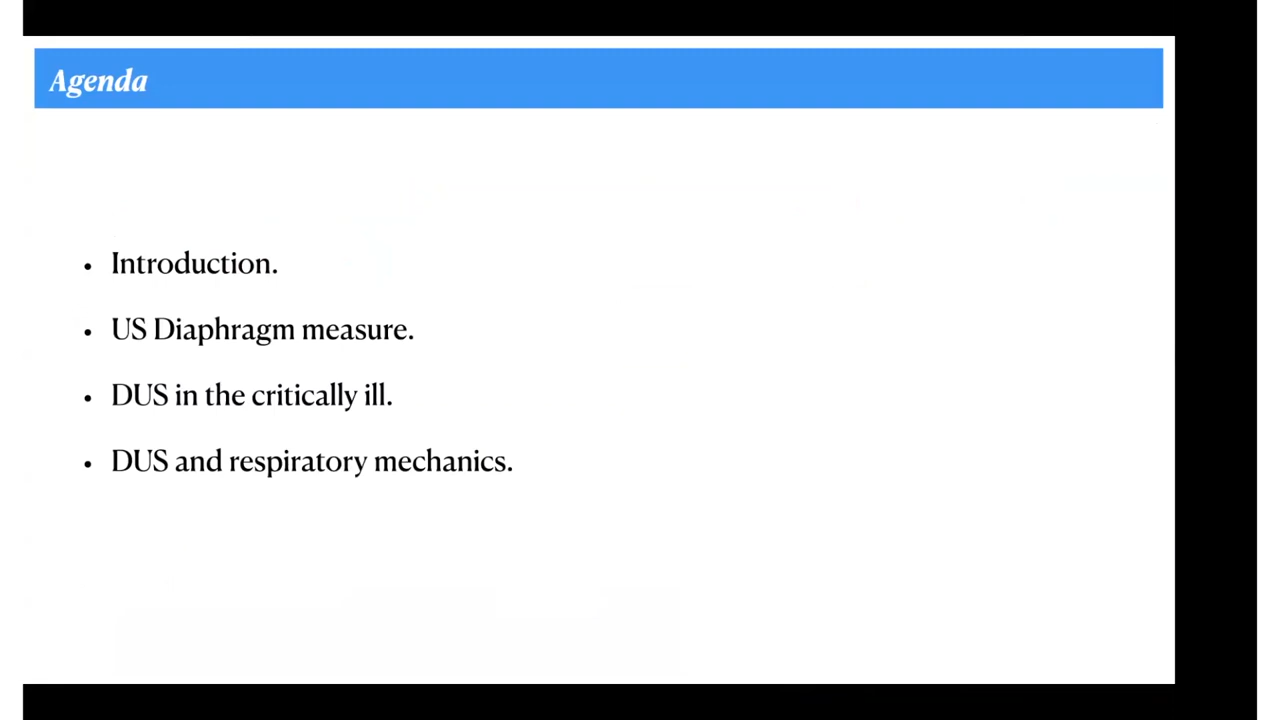 Agenda
• Introduction.
• US Diaphragm measure.
• DUS in the critically ill.
• DUS and respiratory mechanics.